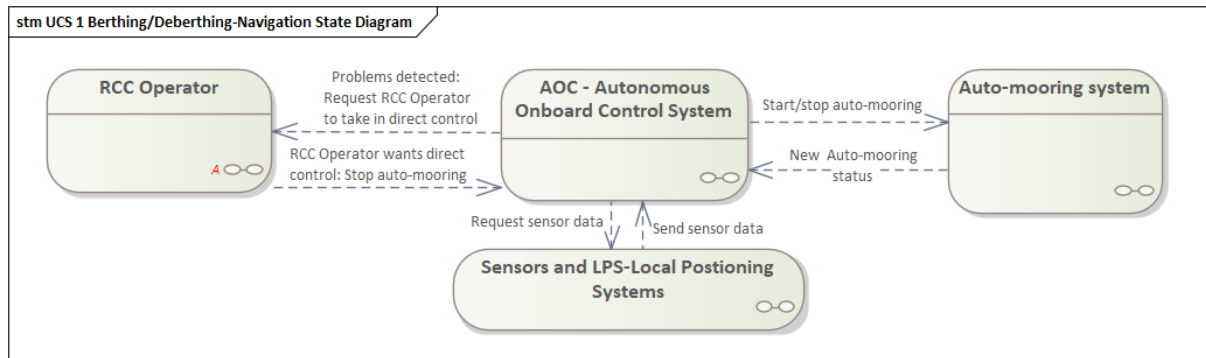 stm UCS 1 Berthing/Deberthing-Navigation State Diagram
RCC Operator
A
Problems detected:
Request RCC Operator
to take in direct control
RCC Operator wants direct
control: Stop auto-mooring
AOC - Autonomous
Onboard Control System
Start/stop auto-mooring
New Auto-mooring
status
Auto-mooring system
Request sensor data
Send sensor data
Sensors and LPS-Local Postioning
Systems